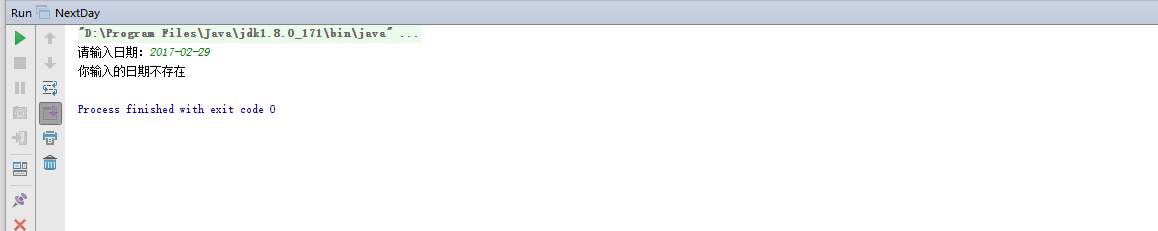 Run NextDay
"D:\Program Files\Java\jdk1.8.0_171\bin\java" ...
请输入日期：2017-02-29
你输入的日期不存在
Process finished with exit code 0